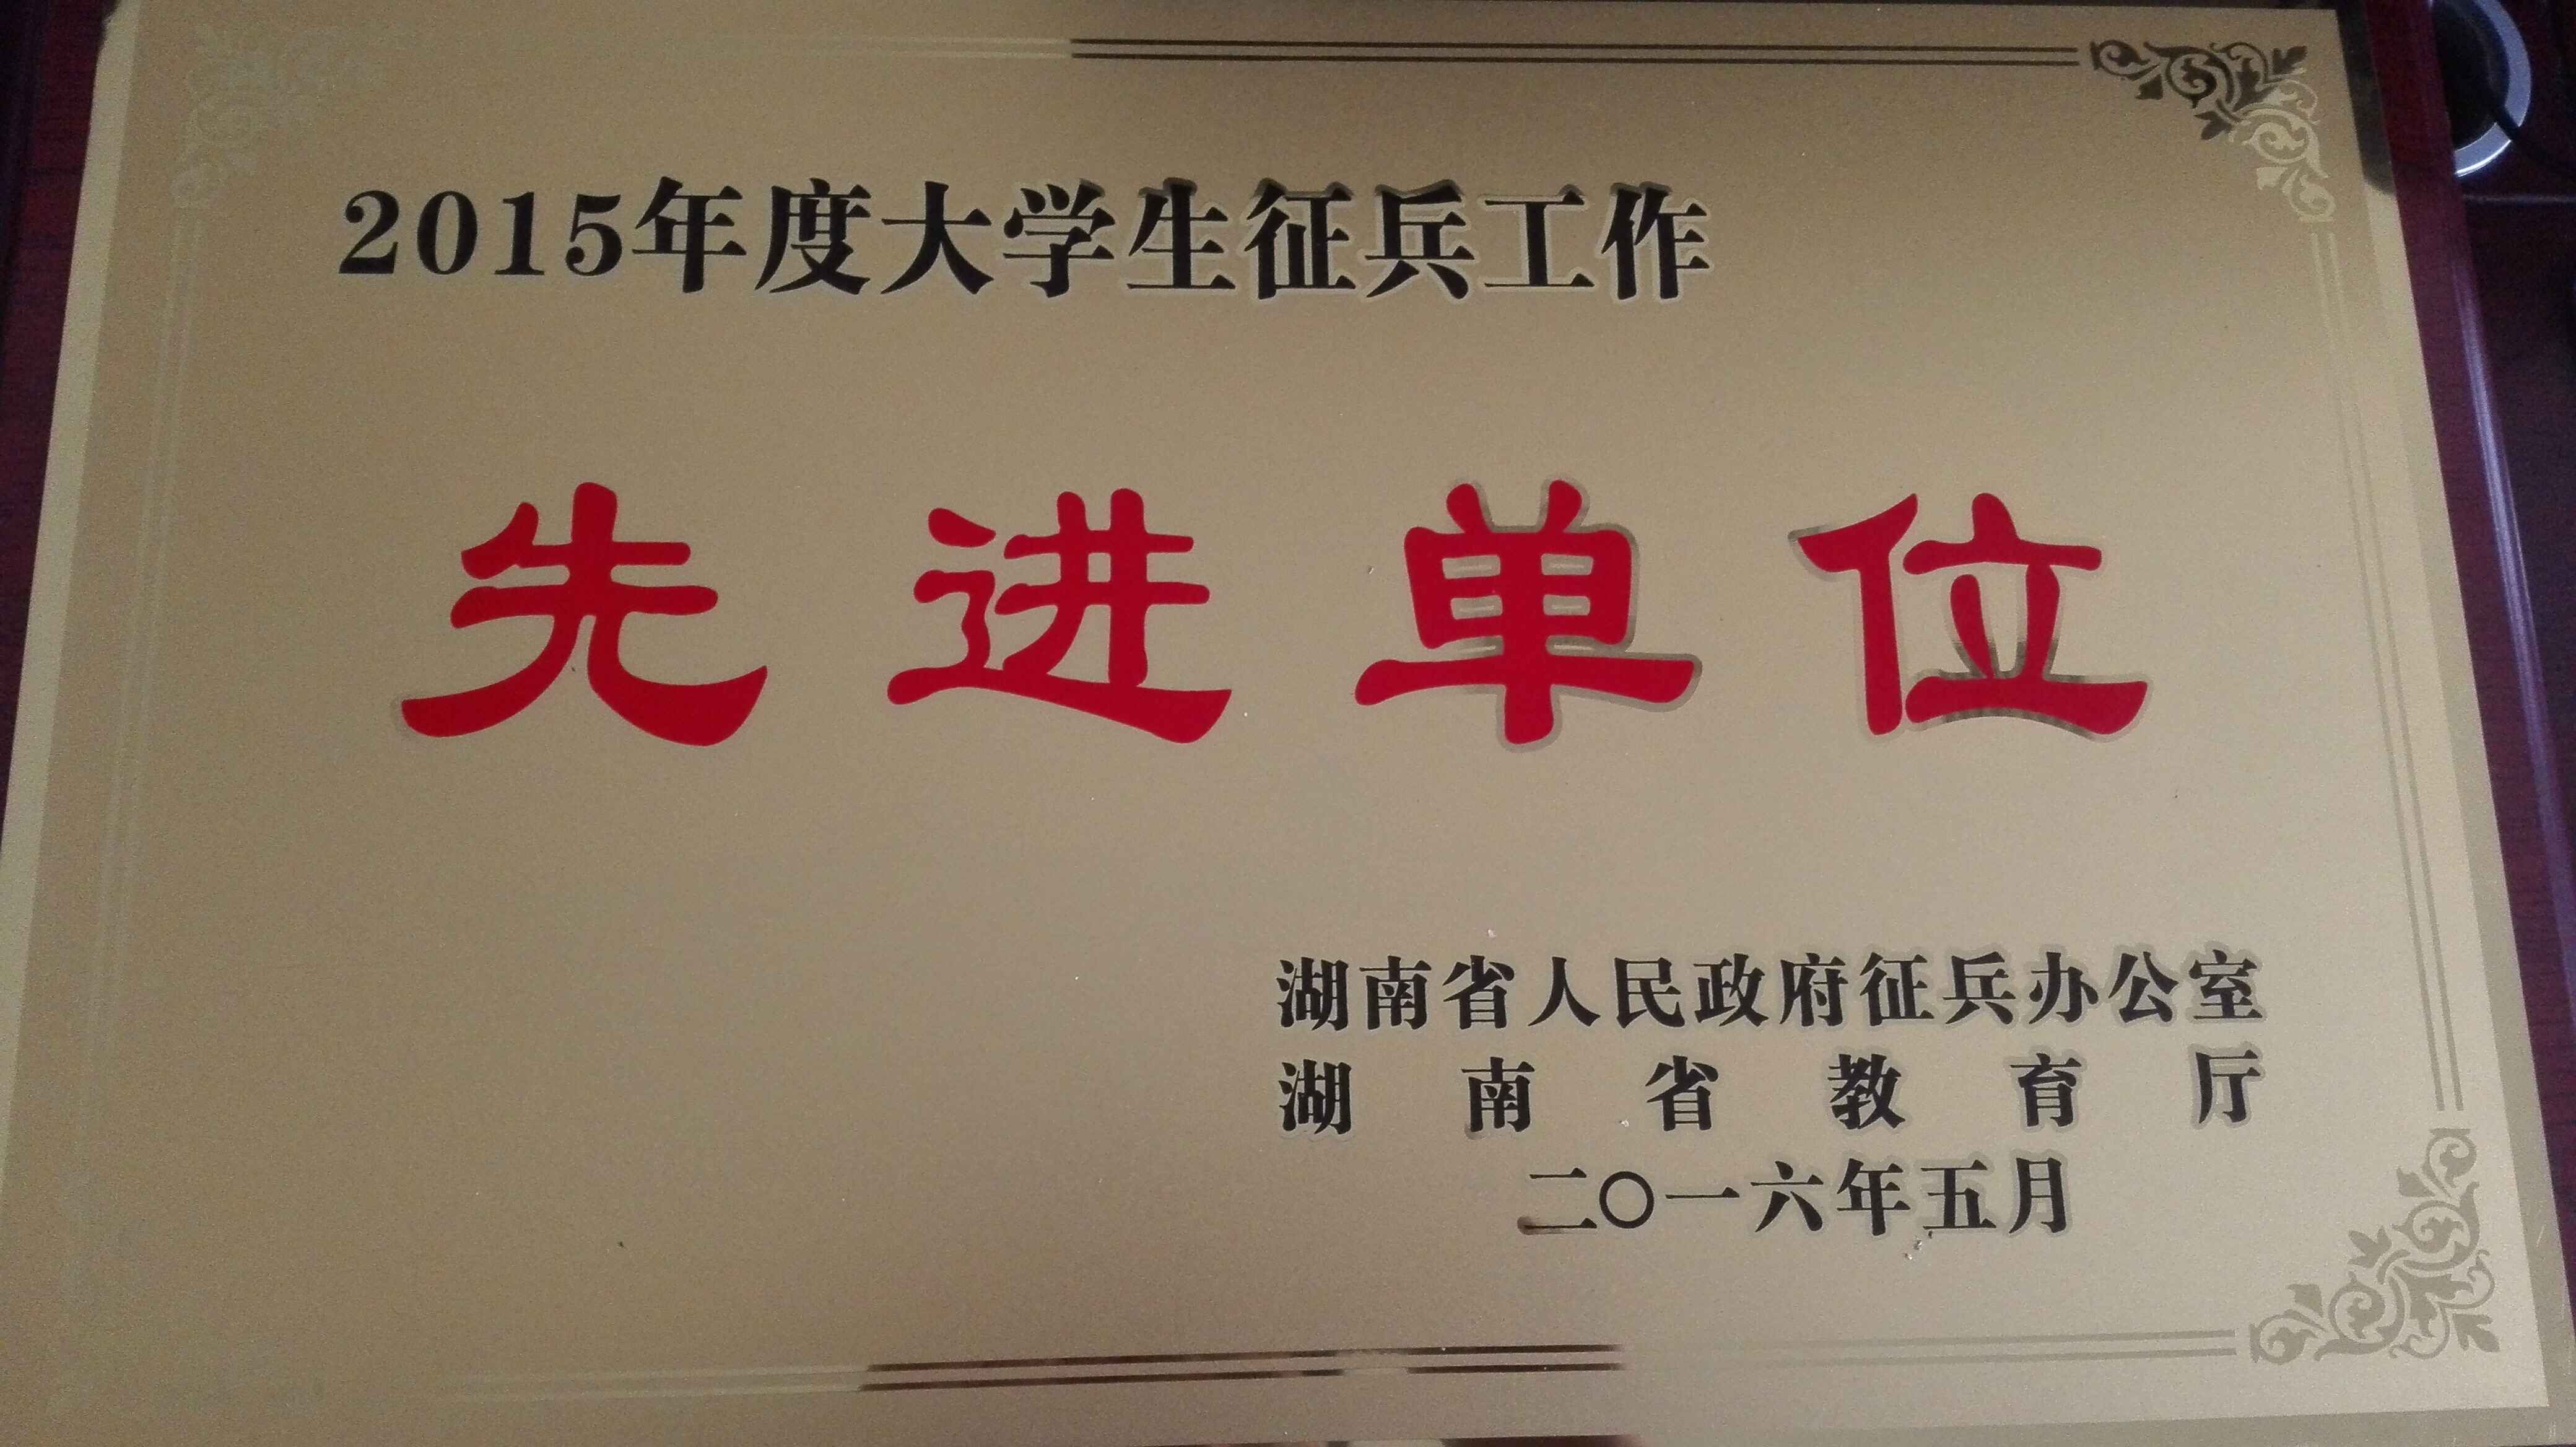 2015年度大学生征兵工作
先进单位
湖南省人民政府征兵办公室
湖南省教育厅
二〇一六年五月